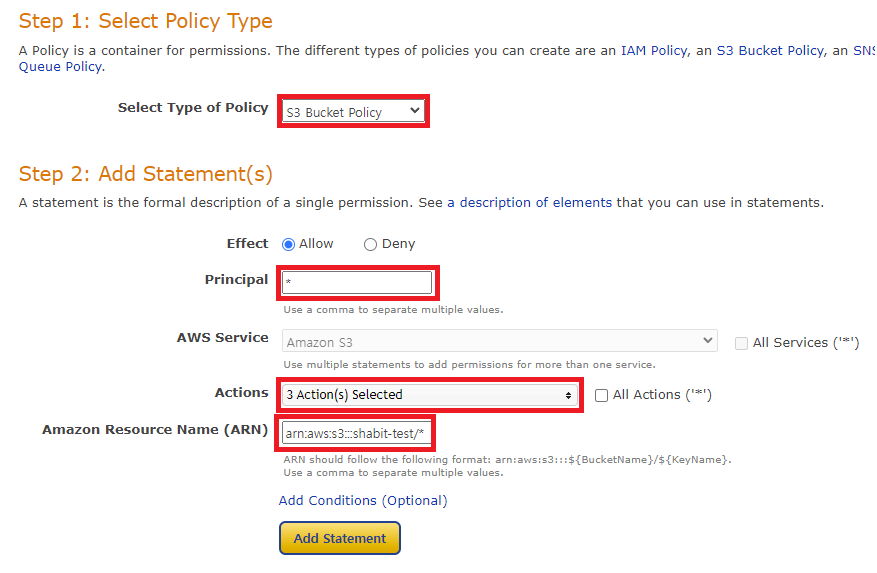 Step 1: Select Policy Type
A Policy is a container for permissions. The different types of policies you can create are an IAM Policy, an S3 Bucket Policy, an SNS
Queue Policy.
Select Type of Policy S3 Bucket Policy
Step 2: Add Statement(s)
A statement is the formal description of a single permission. See a description of elements that you can use in statements.
Effect Allow Deny
Principal *
Use a comma to separate multiple values.
AWS Service Amazon S3 All Services ('*')
Use multiple statements to add permissions for more than one service.
Actions 3 Action(s) Selected All Actions ('*')
Amazon Resource Name (ARN) arn:aws:s3:::shabit-test/*
ARN should follow the following format: arn:aws:s3:::${BucketName}/${KeyName}.
Use a comma to separate multiple values.
Add Conditions (Optional)
Add Statement